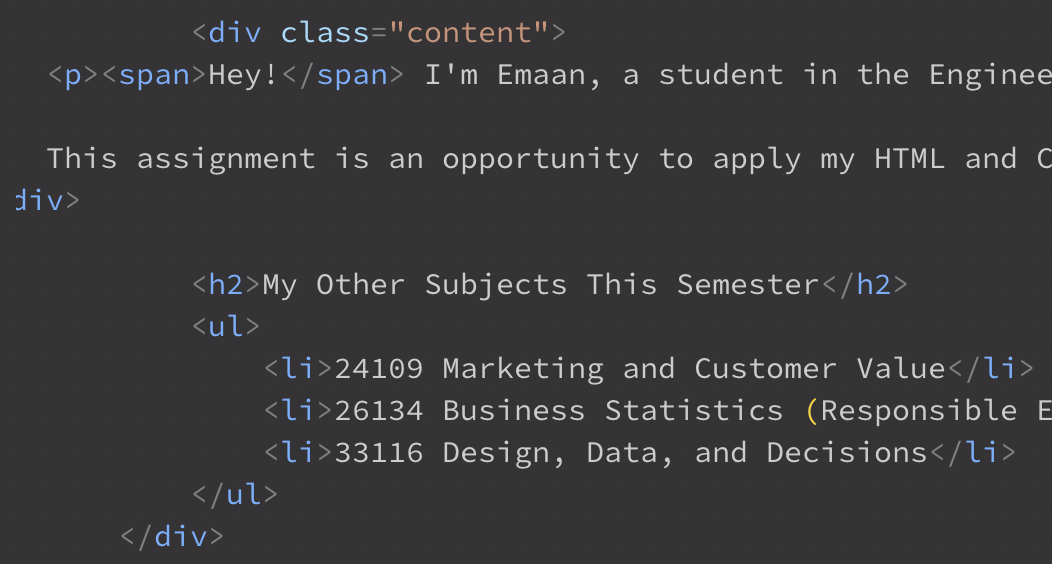 <div class="content">
<p><span>Hey!</span> I'm Emaan, a student in the Enginee
This assignment is an opportunity to apply my HTML and C
div>
<h2>My Other Subjects This Semester</h2>
<ul>
<li>24109 Marketing and Customer Value</li>
<li>26134 Business Statistics (Responsible E
<li>33116 Design, Data, and Decisions</li>
</ul>
</div>